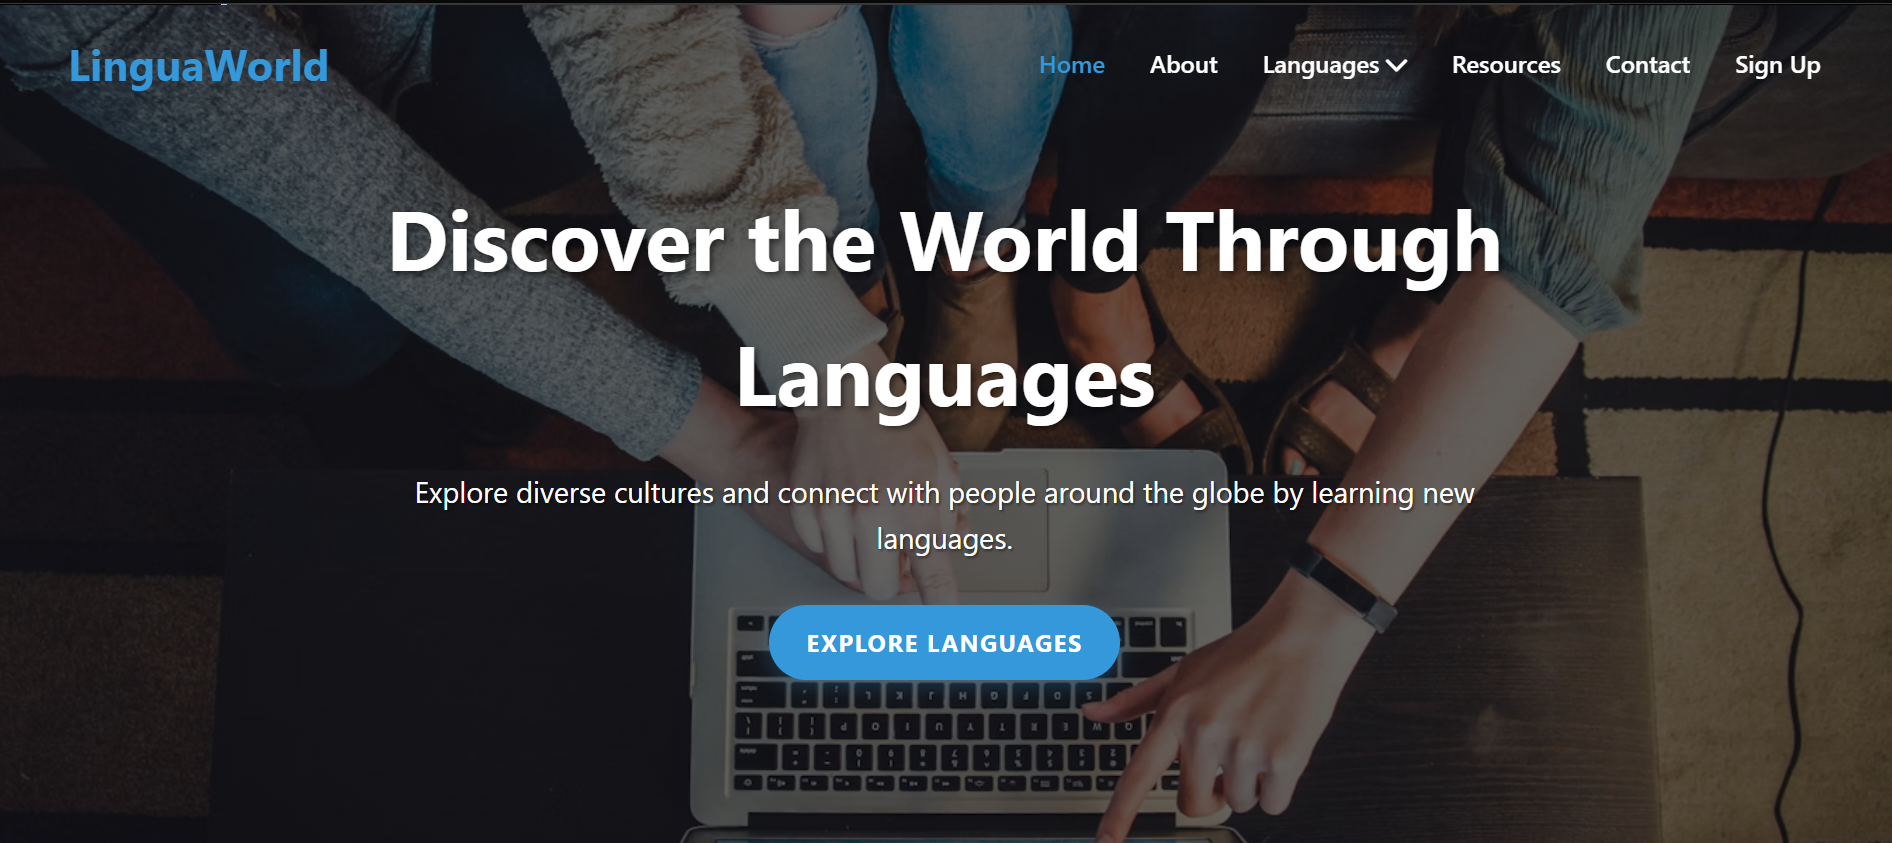 LinguaWorld
Home About Languages Resources Contact Sign Up
Discover the World Through
Languages
Explore diverse cultures and connect with people around the globe by learning new
languages.
EXPLORE LANGUAGES